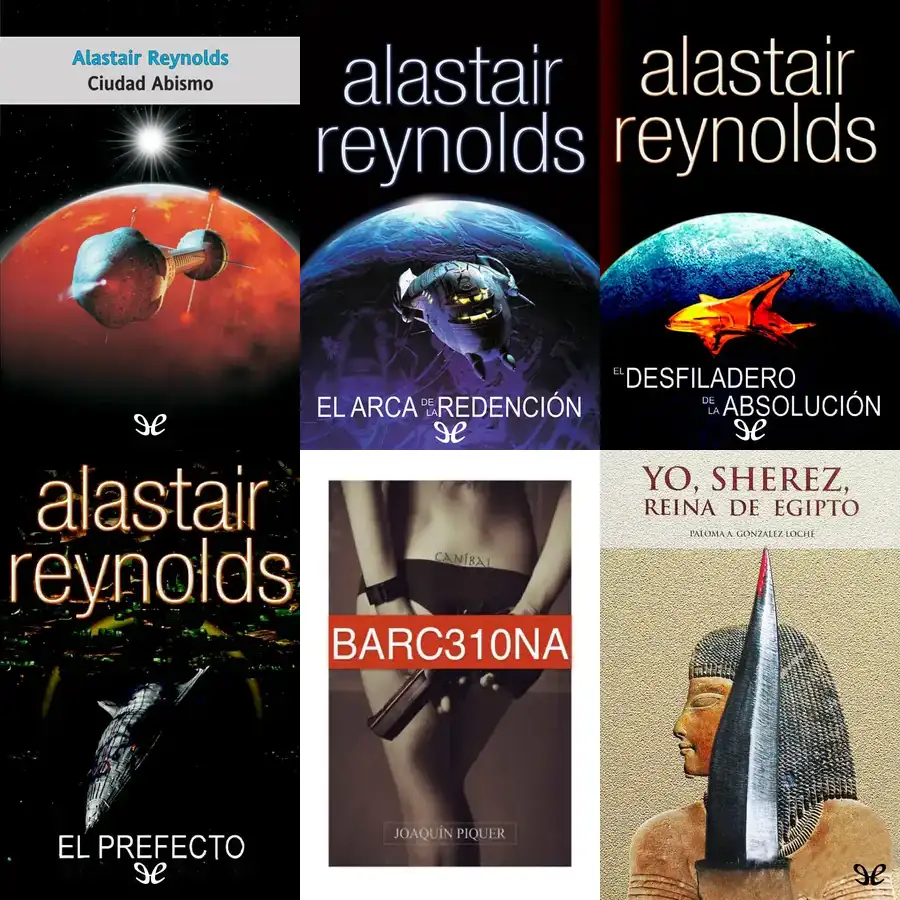 Alastair Reynolds
Ciudad Abismo
alastair
reynolds
EL ARCA DE LA REDENCIÓN
alastair
reynolds
EL DESFILADERO
DE LA ABSOLUCIÓN
alastair
reynolds
EL PREFECTO
CANÍBAL
BARC310NA
JOAQUÍN PIQUER
YO, SHEREZ,
REINA DE EGIPTO
PALOMA A. GONZÁLEZ LOCHÉ